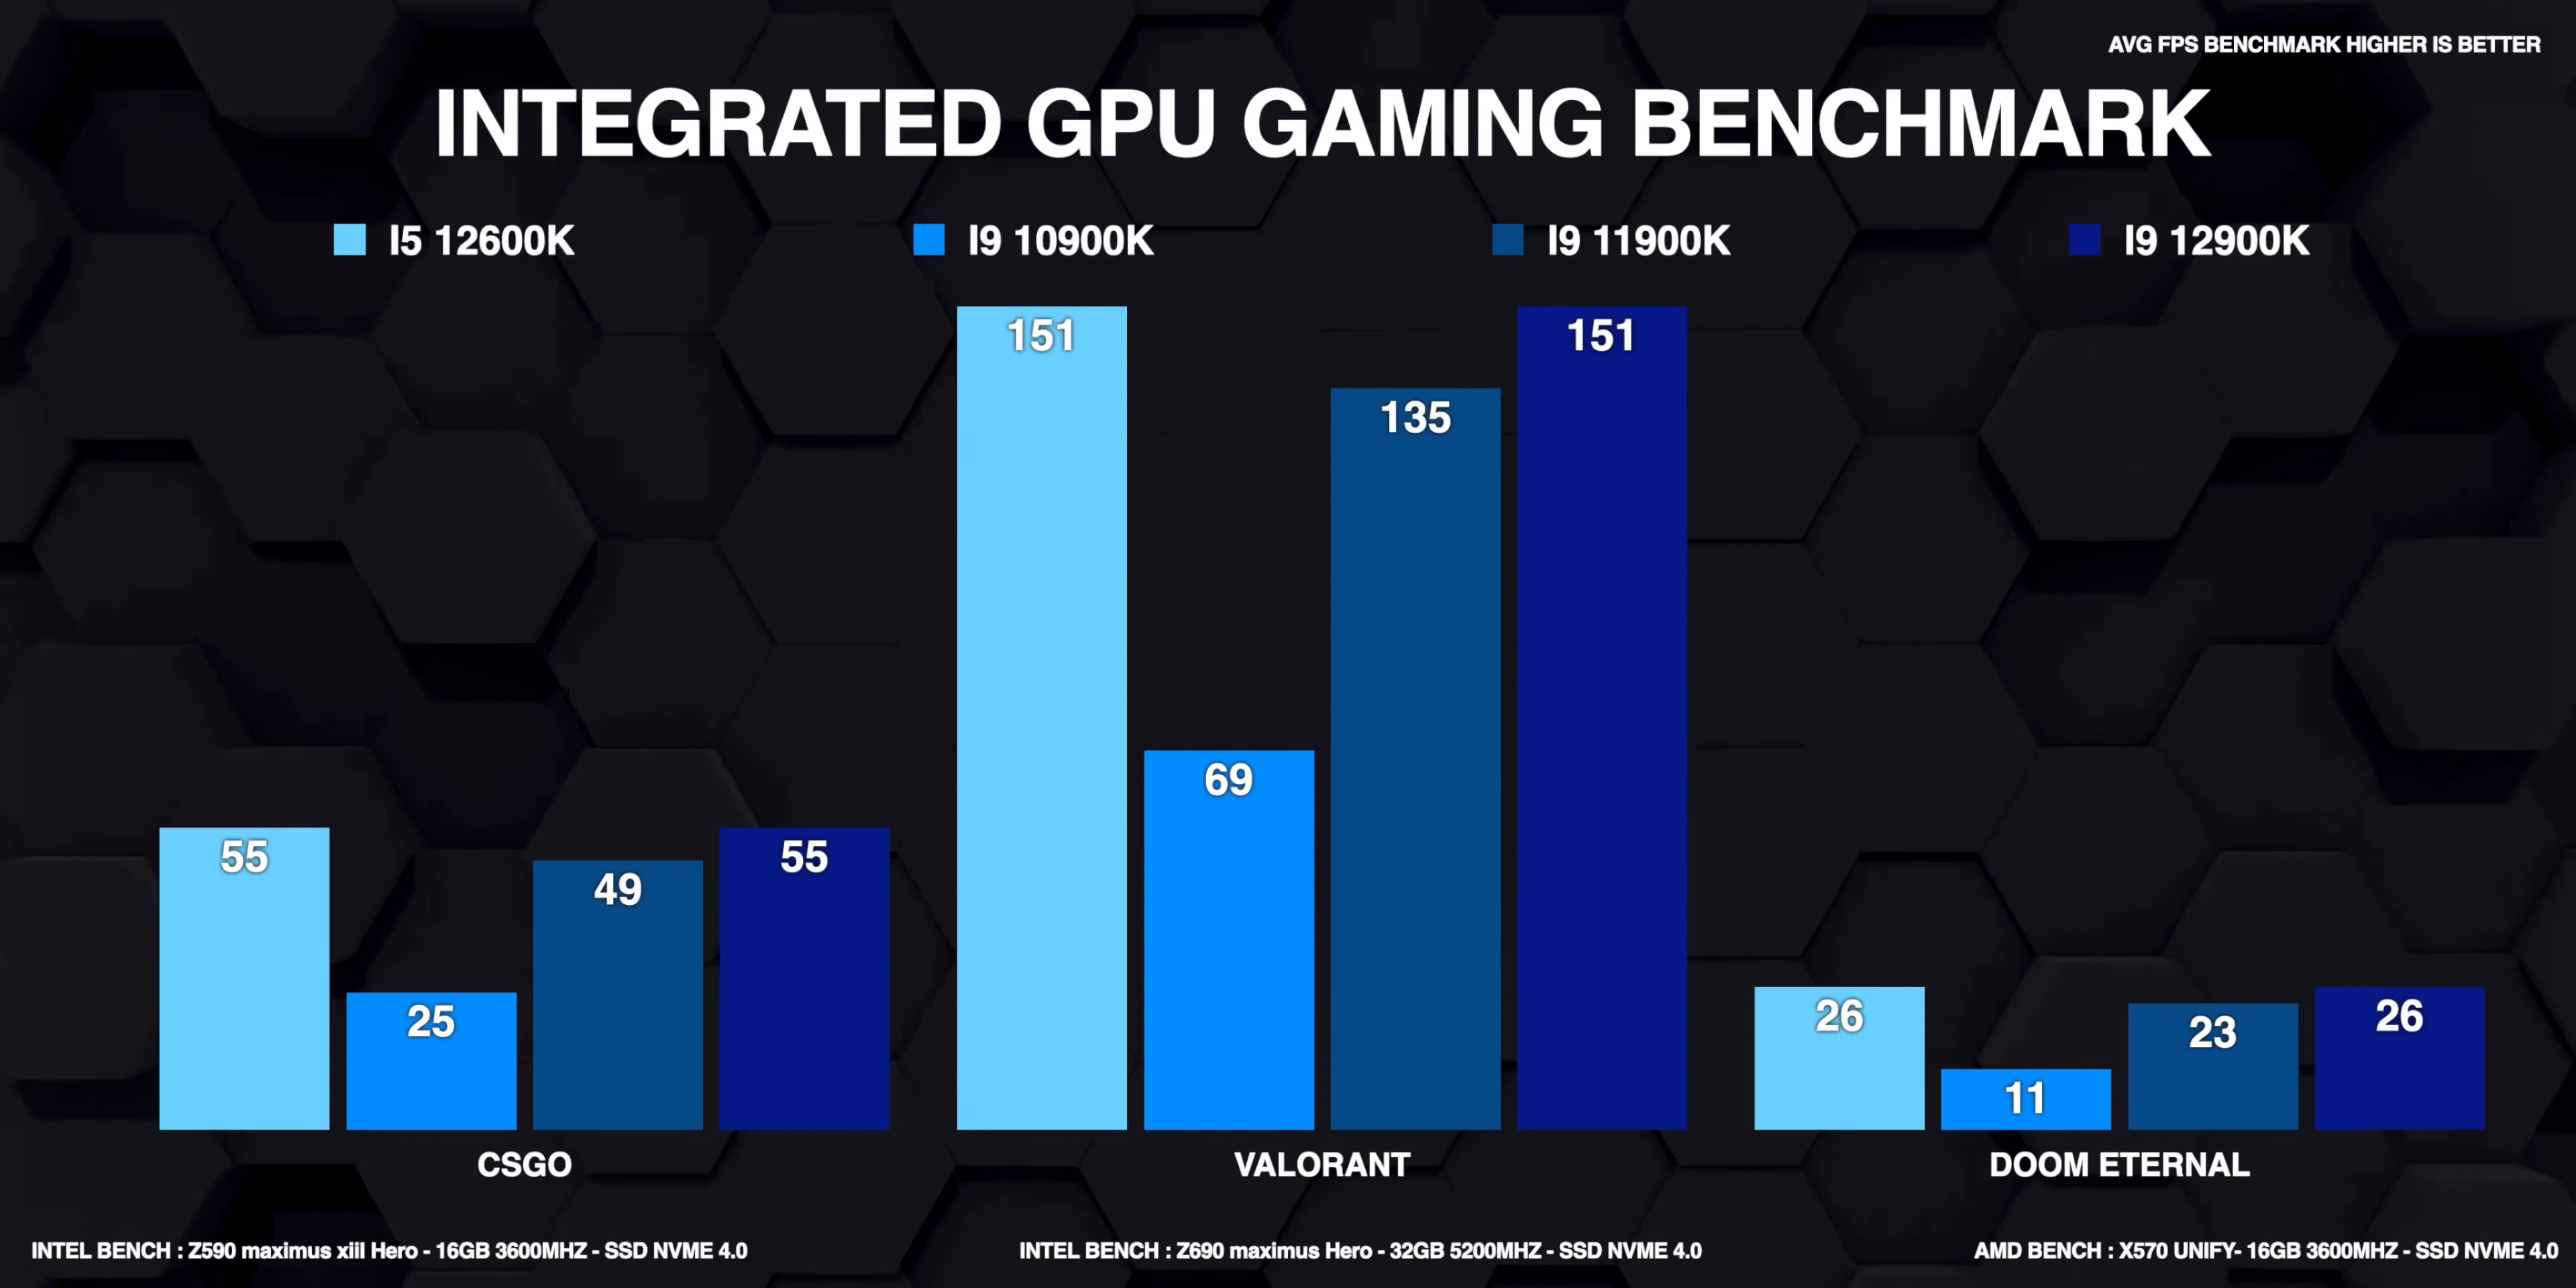 AVG FPS BENCHMARK HIGHER IS BETTER
INTEGRATED GPU GAMING BENCHMARK
I5 12600K
I9 10900K
I9 11900K
I9 12900K
55
25
49
55
151
69
135
151
26
11
23
26
CSGO
VALORANT
DOOM ETERNAL
INTEL BENCH : Z590 maximus xiiI Hero - 16GB 3600MHZ - SSD NVME 4.0
INTEL BENCH : Z690 maximus Hero - 32GB 5200MHZ - SSD NVME 4.0
AMD BENCH : X570 UNIFY- 16GB 3600MHZ - SSD NVME 4.0